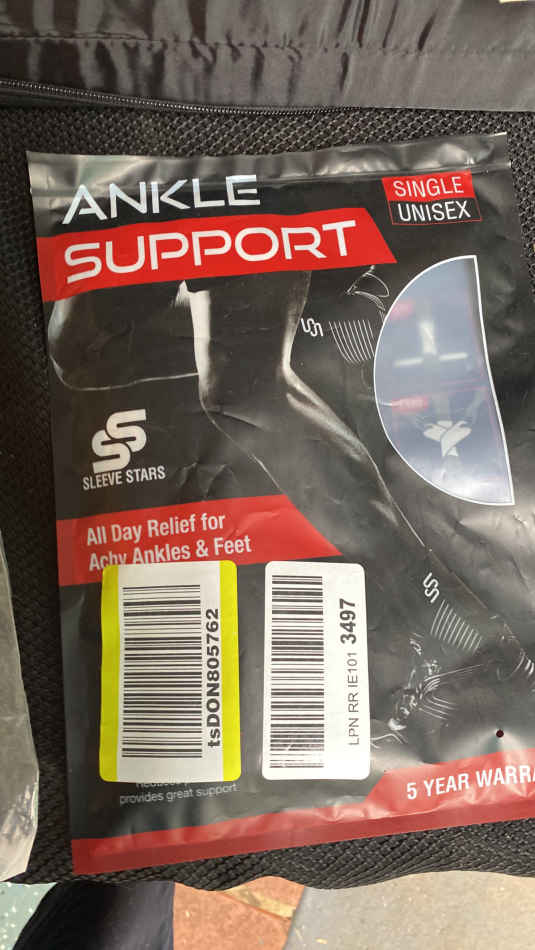 ANKLE
SUPPORT
SINGLE
UNISEX
SS
SLEEVE STARS
All Day Relief for
Achy Ankles & Feet
tsDON805762
LPN RR IE101 3497
provides great support
5 YEAR WARRA